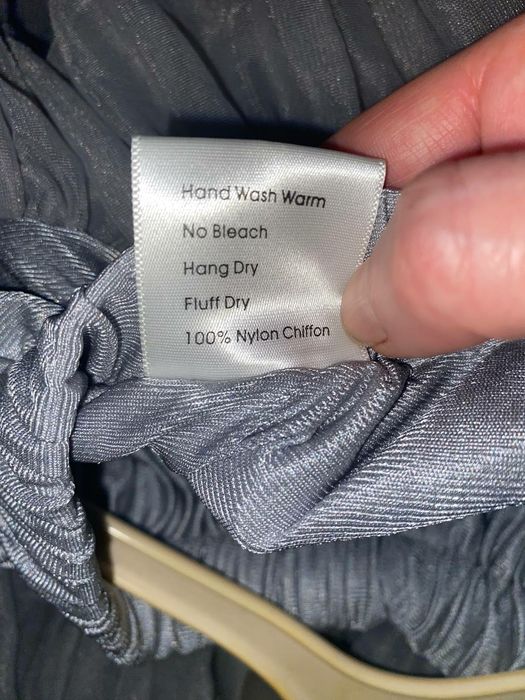 Hand Wash Warm
No Bleach
Hang Dry
Fluff Dry
100% Nylon Chiffon